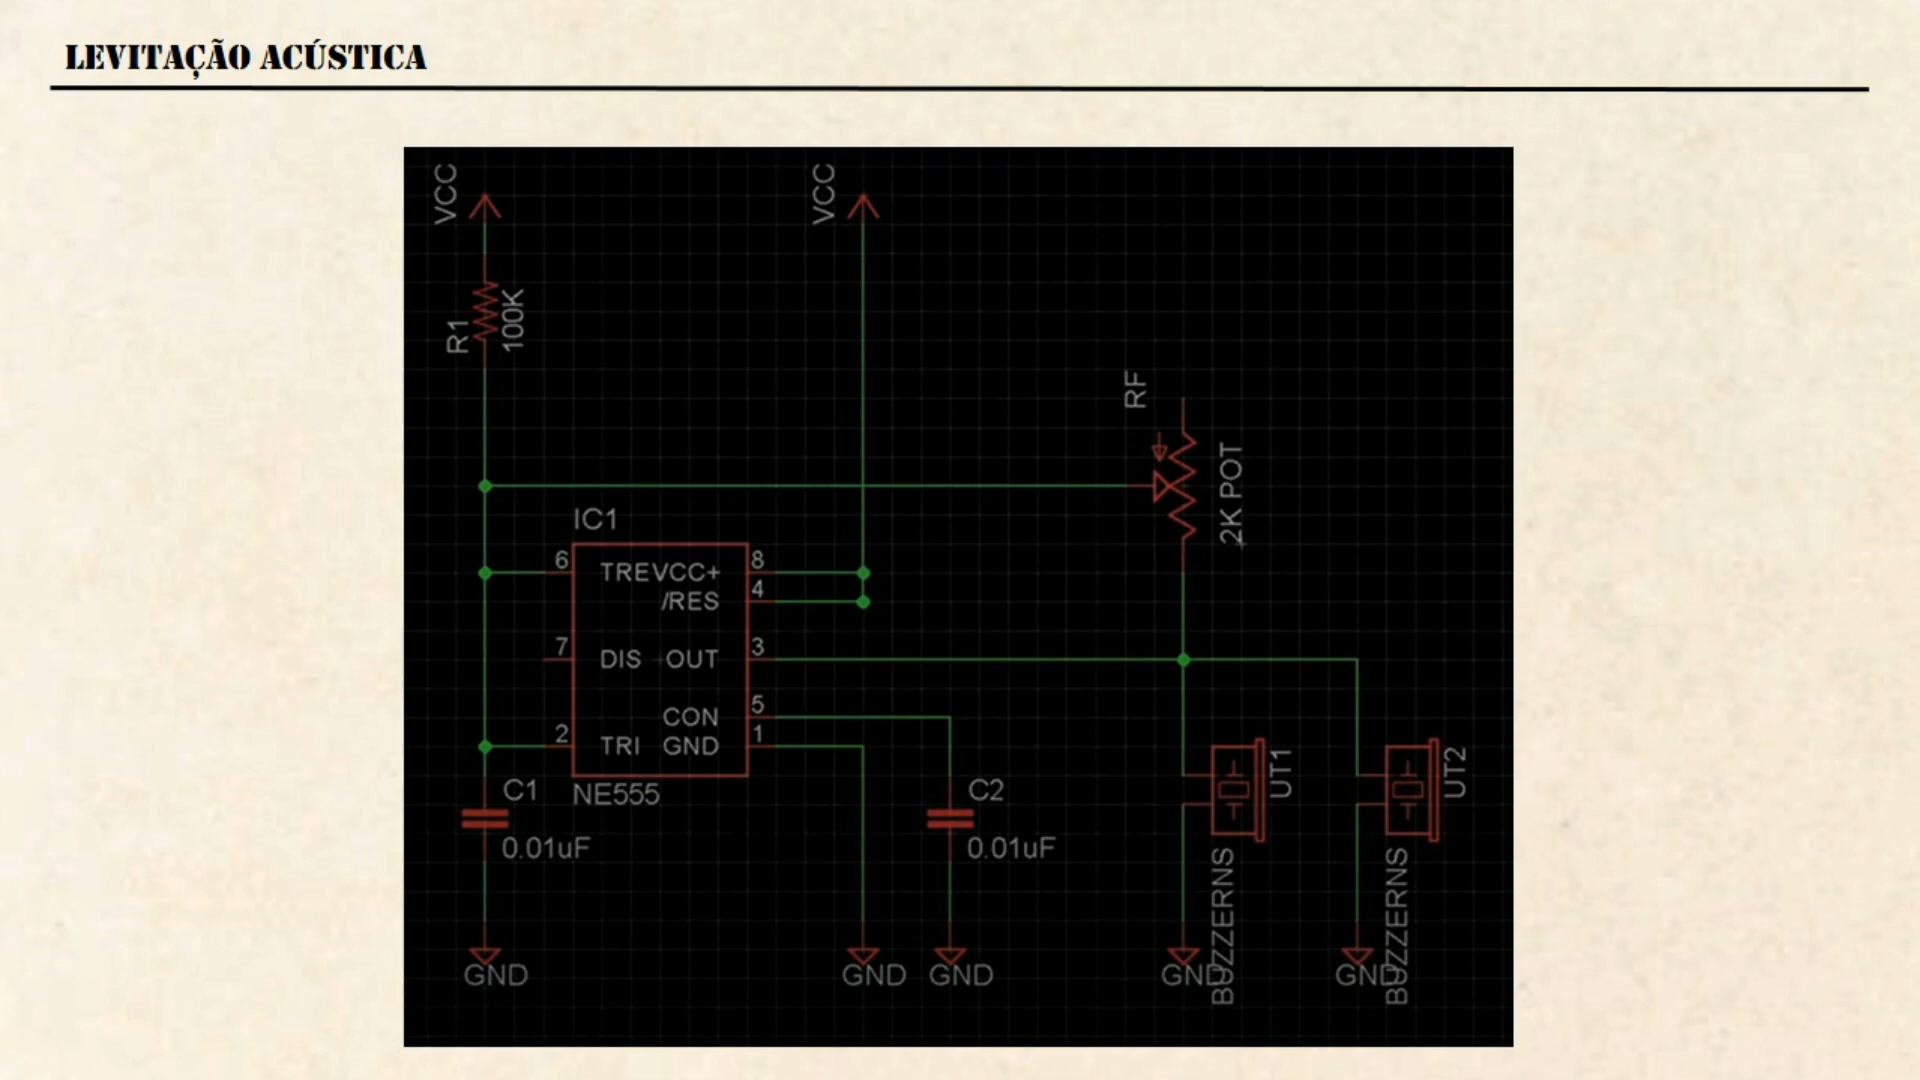 LEVITAÇÃO ACÚSTICA
VCC
VCC
R1
100K
RF
2K POT
IC1
6
TREVCC+
8
/RES
4
7
DIS
OUT
3
CON
5
2
TRI
GND
1
NE555
C1
0.01uF
C2
0.01uF
UT1
UT2
BUZZERNS
BUZZERNS
GND
GND
GND
GND
GND